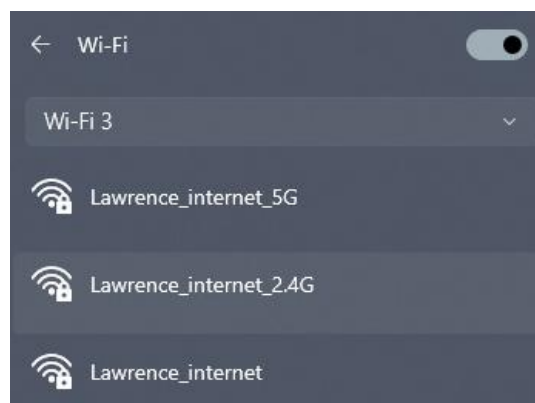 Wi-Fi
Wi-Fi 3
Lawrence_internet_5G
Lawrence_internet_2.4G
Lawrence_internet